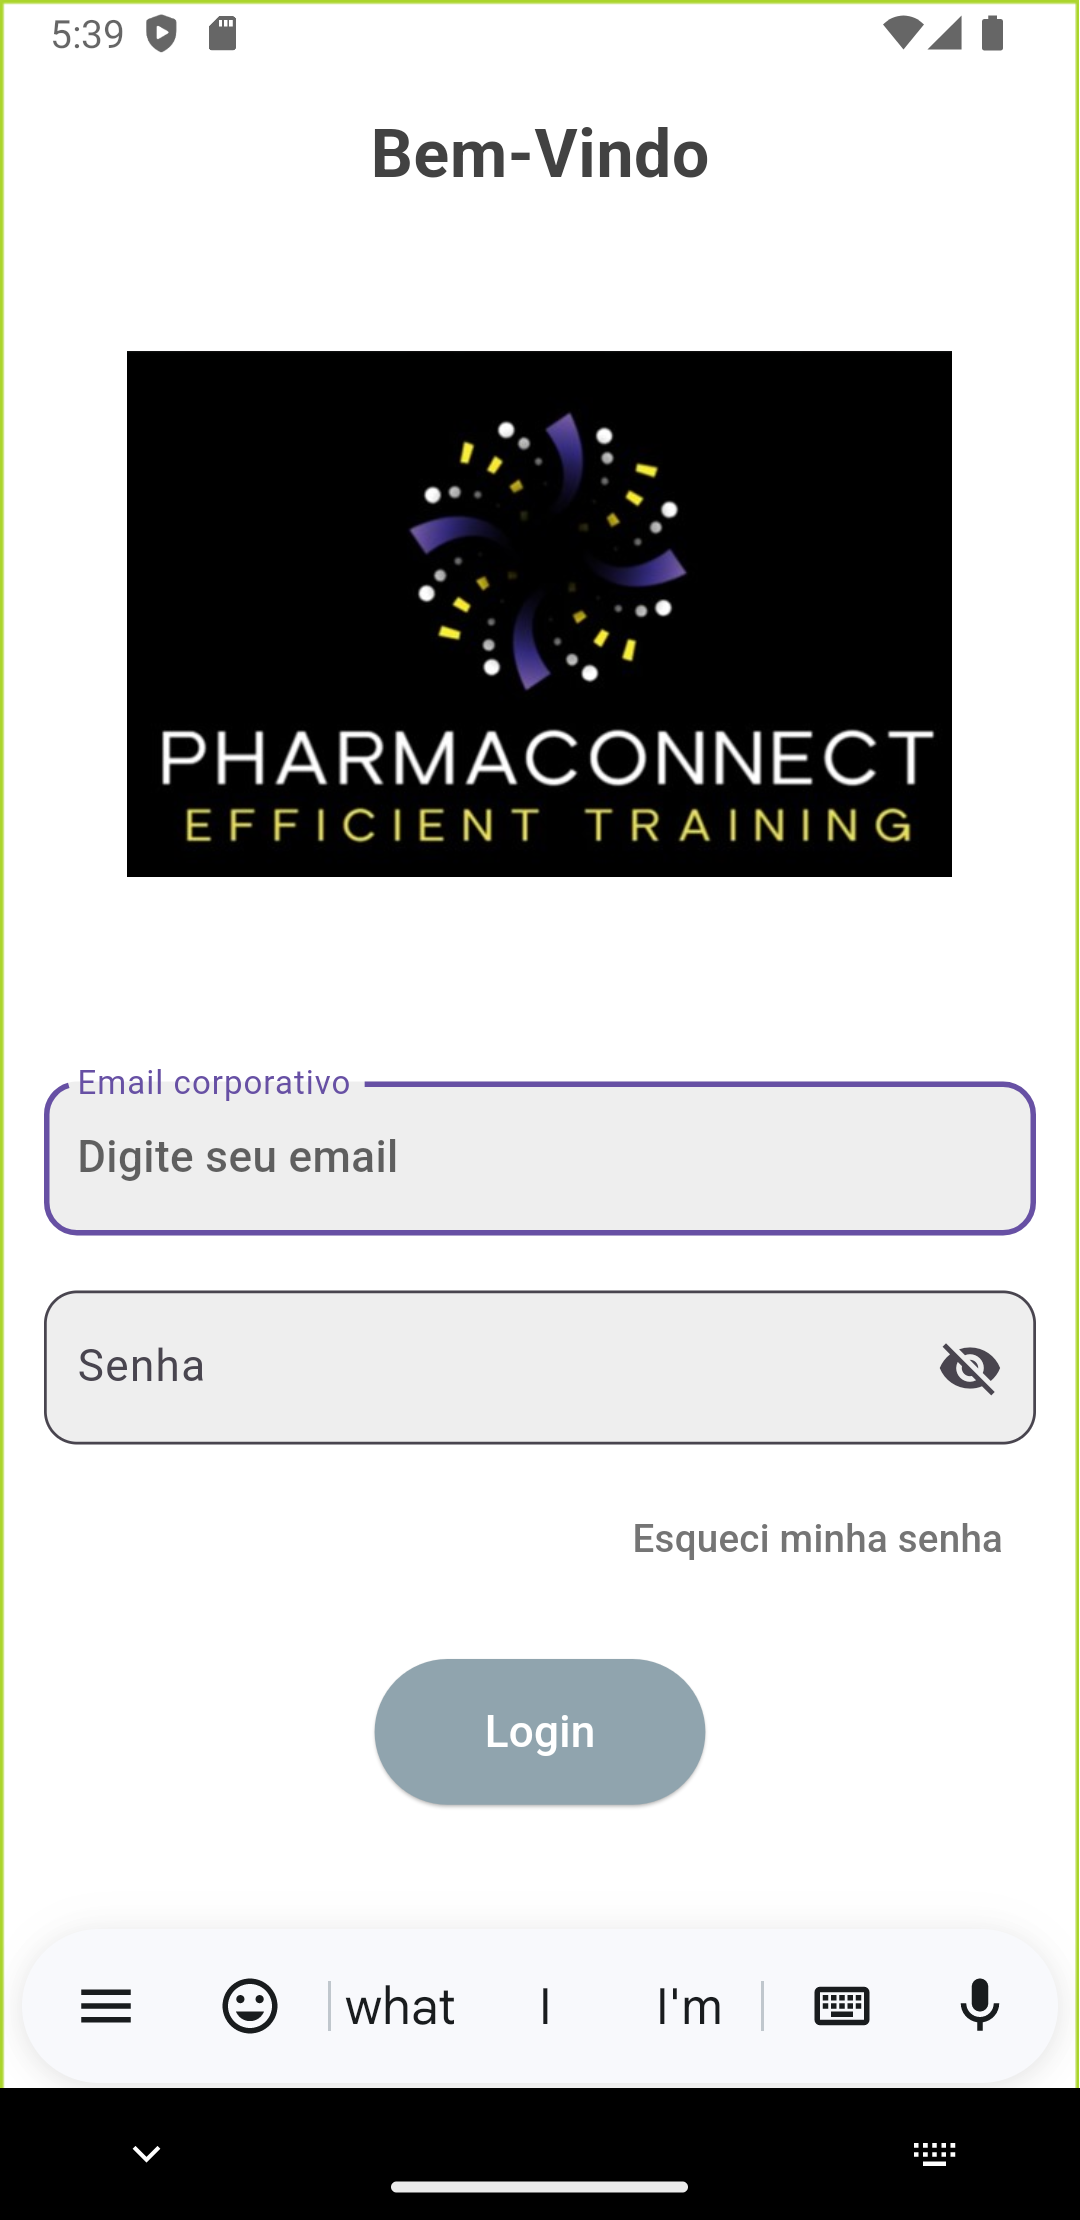 5:39
Bem-Vindo
PHARMACONNECT
EFFICIENT TRAINING
Email corporativo
Digite seu email
Senha
Esqueci minha senha
Login
what I I'm